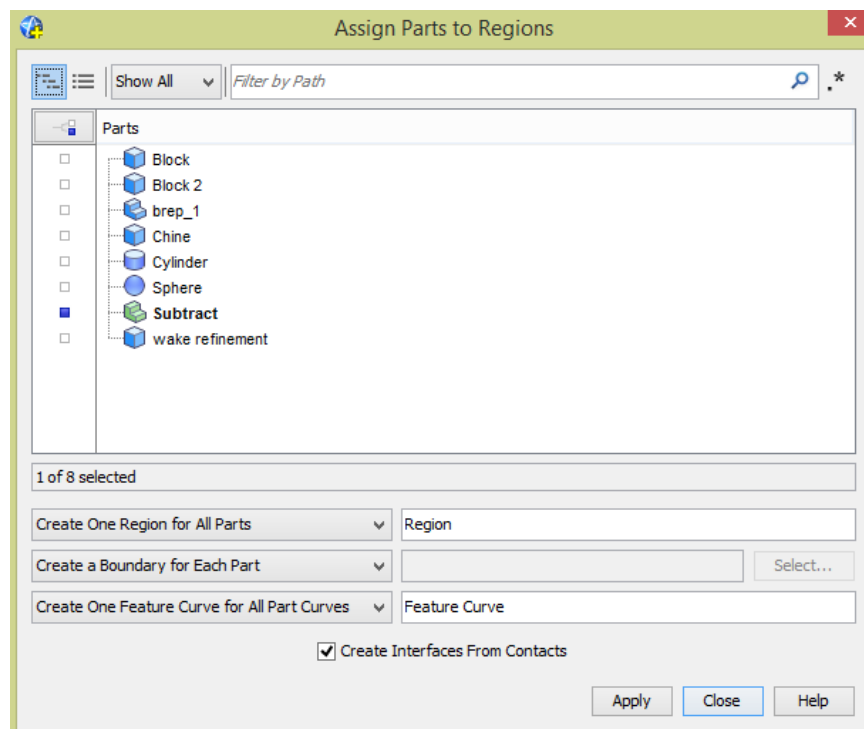 Assign Parts to Regions
Show All
Filter by Path
.*
Parts
Block
Block 2
brep_1
Chine
Cylinder
Sphere
Subtract
wake refinement
1 of 8 selected
Create One Region for All Parts Region
Create a Boundary for Each Part Select...
Create One Feature Curve for All Part Curves Feature Curve
Create Interfaces From Contacts
Apply Close Help